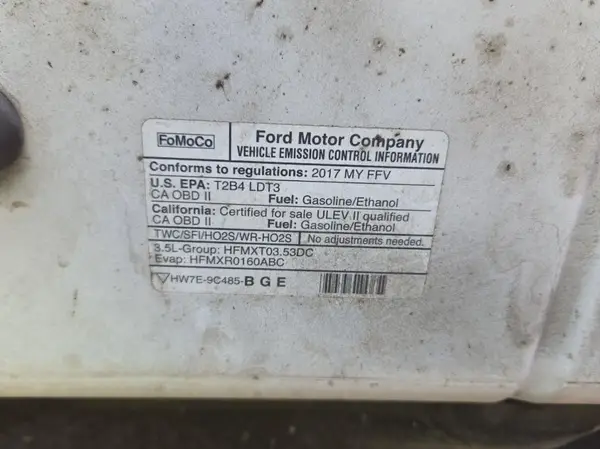 FoMoCo
Ford Motor Company
VEHICLE EMISSION CONTROL INFORMATION
Conforms to regulations: 2017 MY FFV
U.S. EPA: T2B4 LDT3
CA OBD II Fuel: Gasoline/Ethanol
California: Certified for sale ULEV II qualified
CA OBD II Fuel: Gasoline/Ethanol
TWC/SFI/HO2S/WR-HO2S No adjustments needed.
3.5L-Group: HFMXT03.53DC
Evap: HFMXR0160ABC
HW7E-9C485-B G E